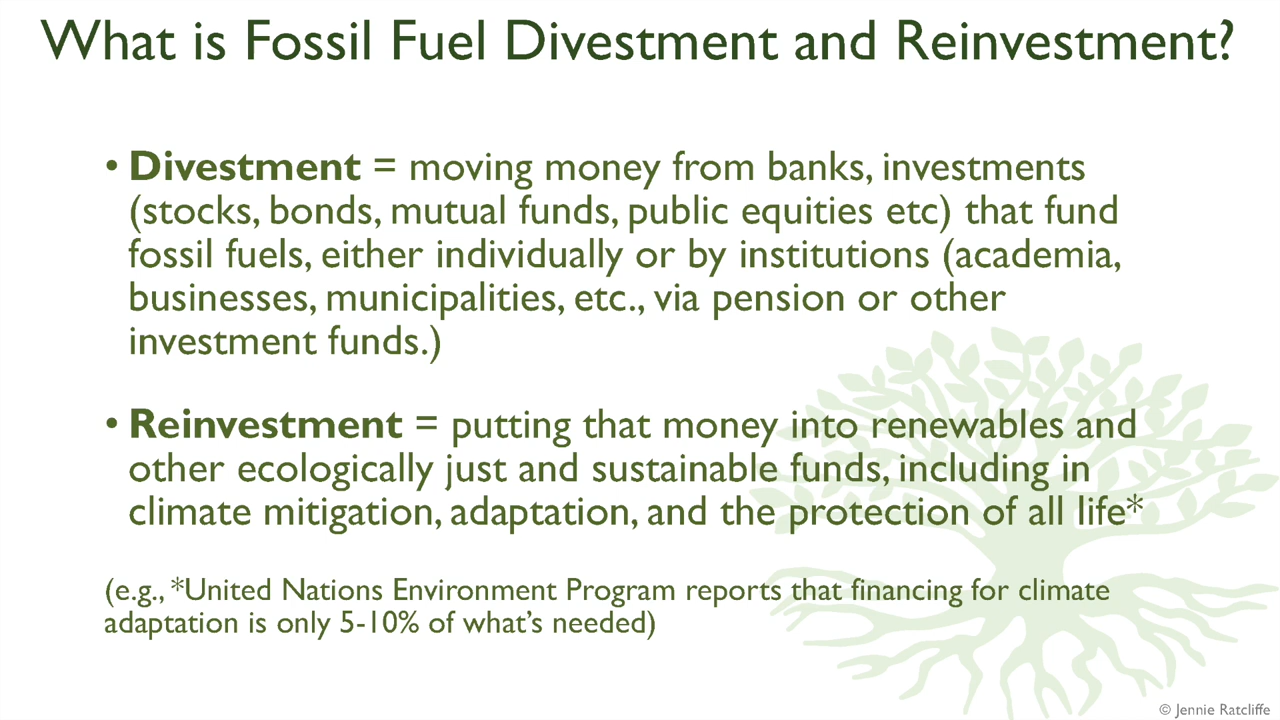 What is Fossil Fuel Divestment and Reinvestment?
• Divestment = moving money from banks, investments
(stocks, bonds, mutual funds, public equities etc) that fund
fossil fuels, either individually or by institutions (academia,
businesses, municipalities, etc., via pension or other
investment funds.)
• Reinvestment = putting that money into renewables and
other ecologically just and sustainable funds, including in
climate mitigation, adaptation, and the protection of all life*
(e.g., *United Nations Environment Program reports that financing for climate
adaptation is only 5-10% of what’s needed)
© Jennie Ratcliffe